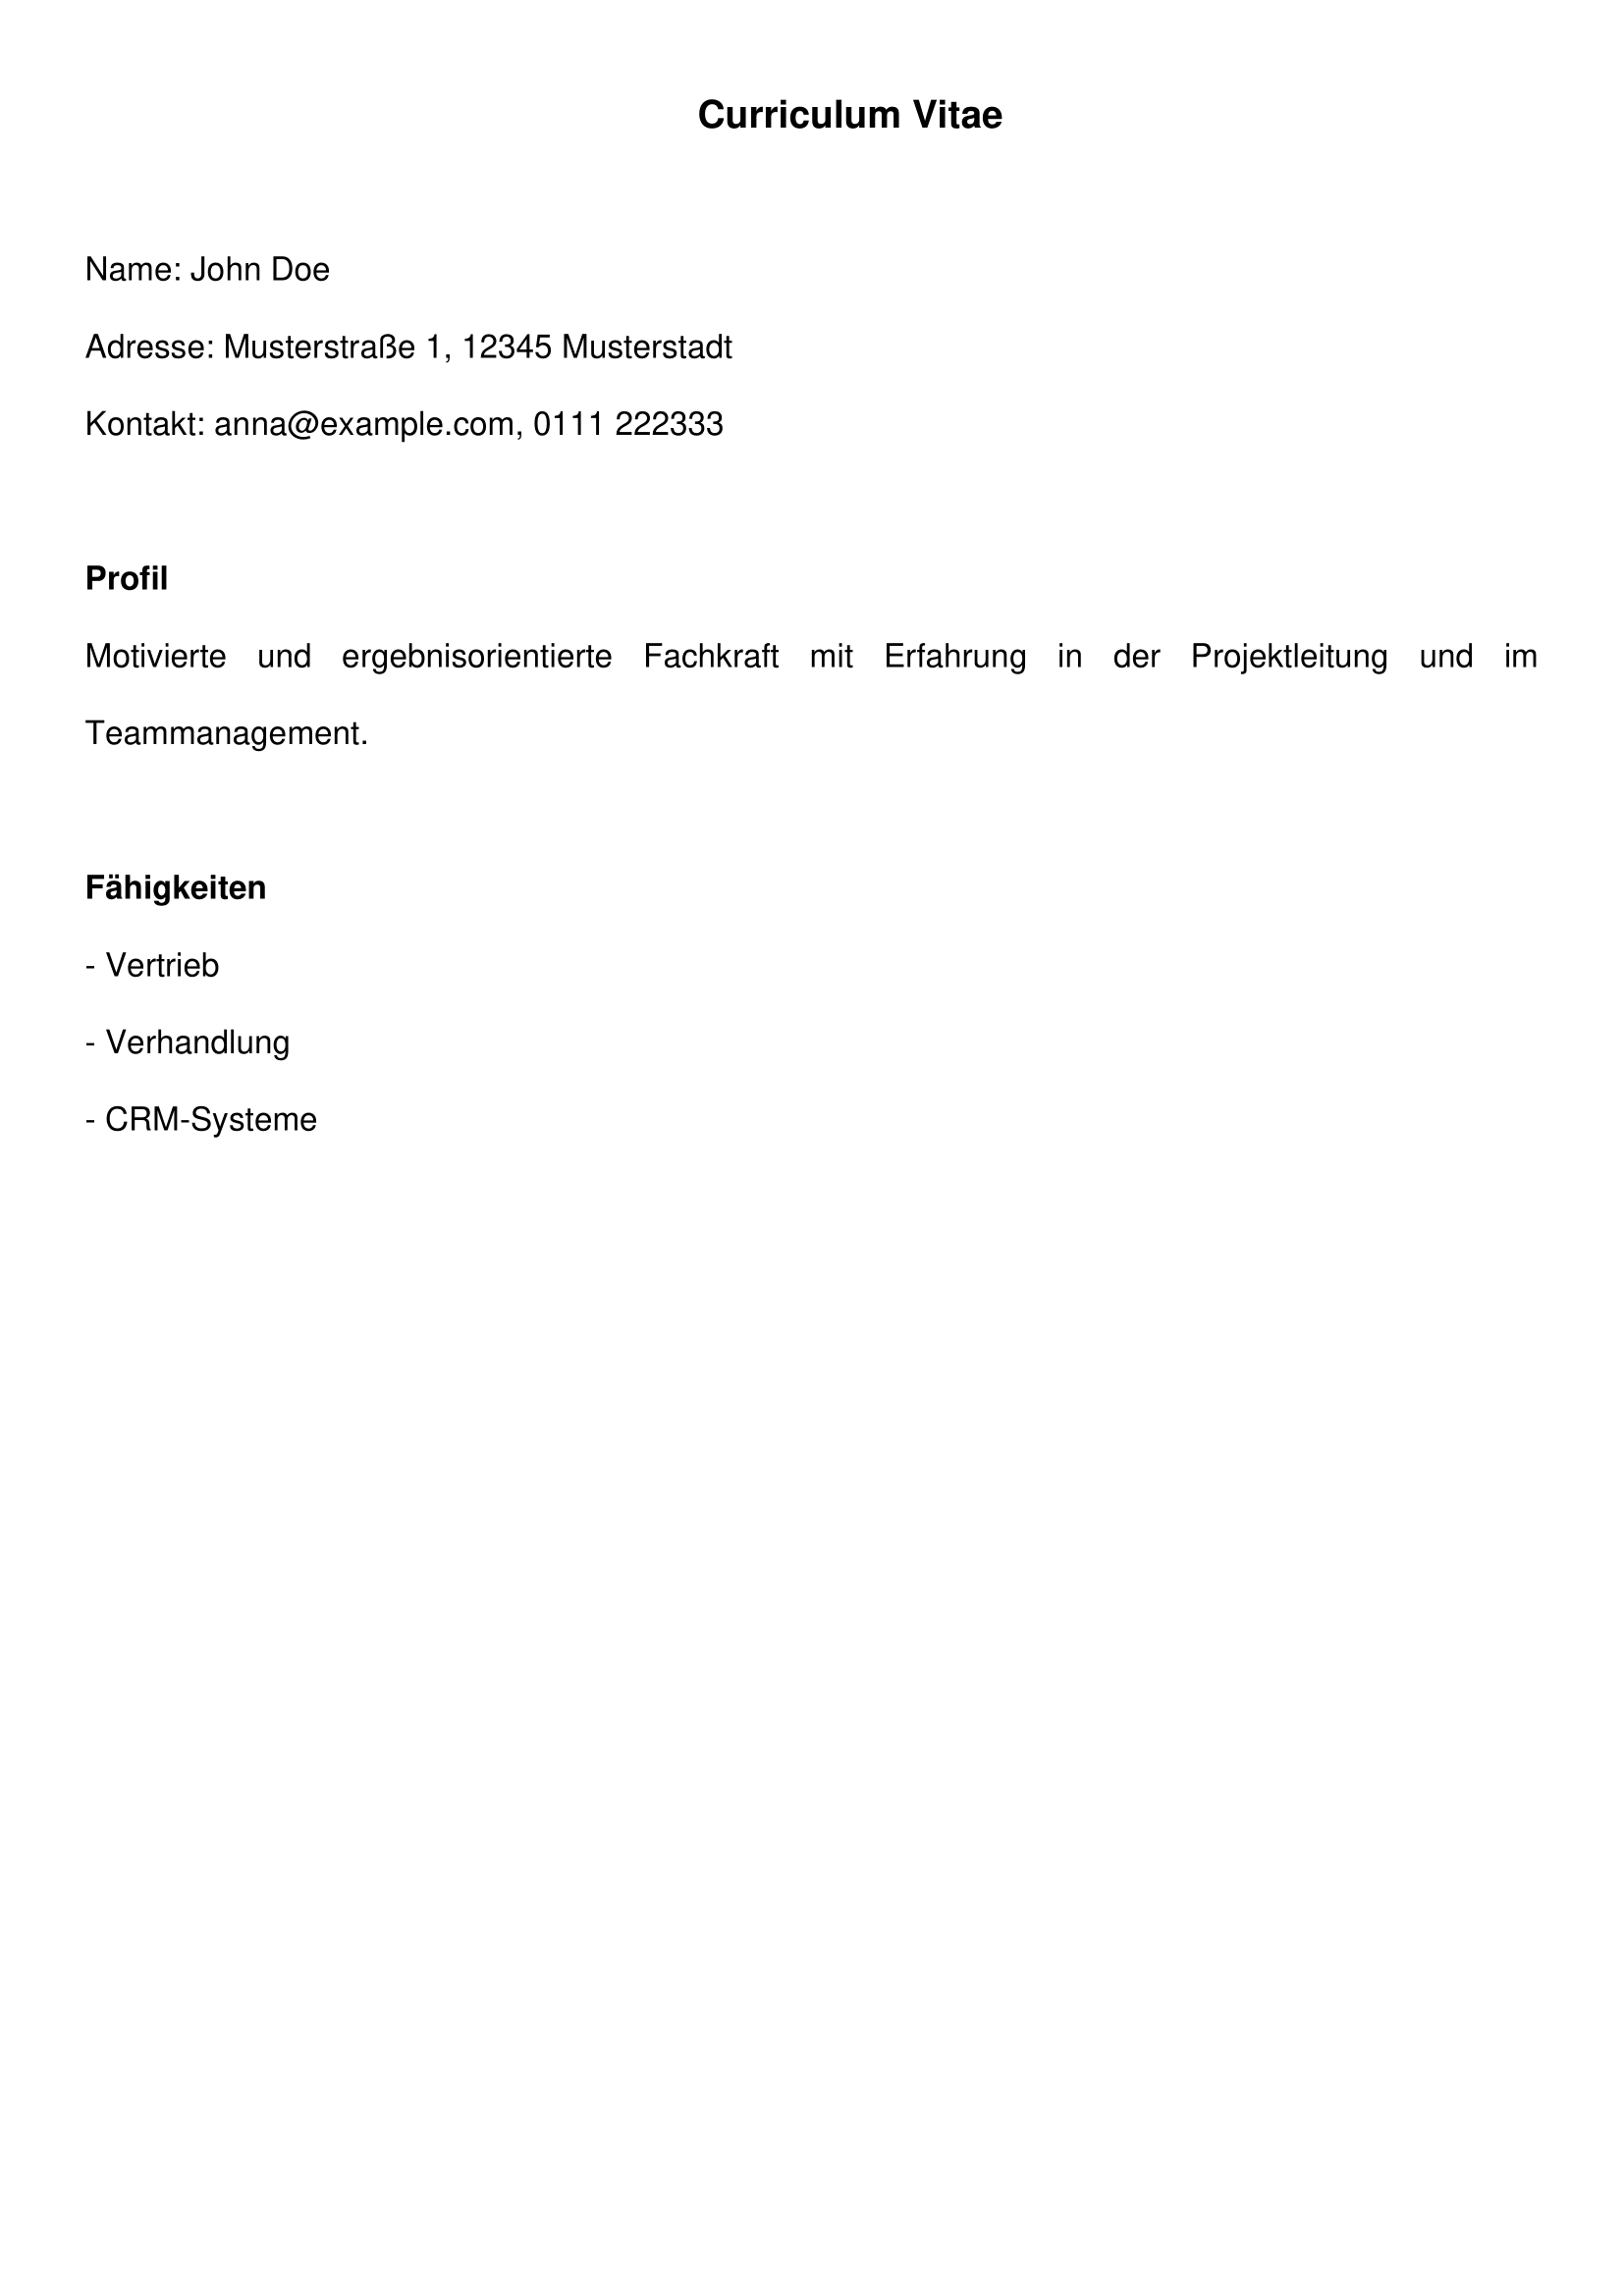 Curriculum Vitae
Name: John Doe
Adresse: Musterstraße 1, 12345 Musterstadt
Kontakt: anna@example.com, 0111 222333
Profil
Motivierte und ergebnisorientierte Fachkraft mit Erfahrung in der Projektleitung und im
Teammanagement.
Fähigkeiten
- Vertrieb
- Verhandlung
- CRM-Systeme